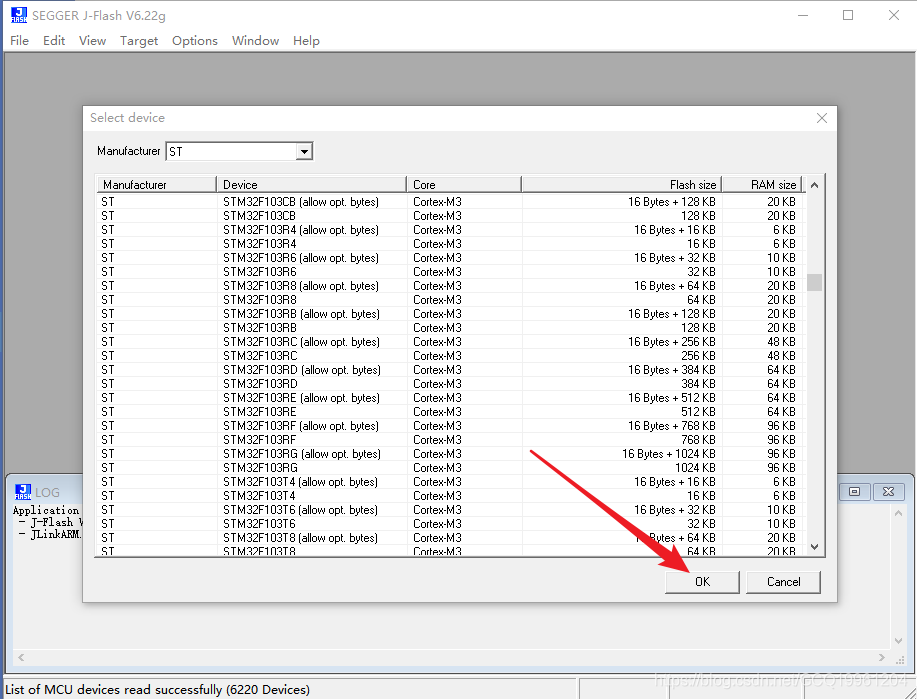 SEGGER J-Flash V6.22g
File Edit View Target Options Window Help
Select device
Manufacturer ST
Manufacturer Device Core Flash size RAM size
ST STM32F103CB (allow opt. bytes) Cortex-M3 16 Bytes + 128 KB 20 KB
ST STM32F103CB Cortex-M3 128 KB 20 KB
ST STM32F103R4 (allow opt. bytes) Cortex-M3 16 Bytes + 16 KB 6 KB
ST STM32F103R4 Cortex-M3 16 KB 6 KB
ST STM32F103R6 (allow opt. bytes) Cortex-M3 16 Bytes + 32 KB 10 KB
ST STM32F103R6 Cortex-M3 32 KB 10 KB
ST STM32F103R8 (allow opt. bytes) Cortex-M3 16 Bytes + 64 KB 20 KB
ST STM32F103R8 Cortex-M3 64 KB 20 KB
ST STM32F103RB (allow opt. bytes) Cortex-M3 16 Bytes + 128 KB 20 KB
ST STM32F103RB Cortex-M3 128 KB 20 KB
ST STM32F103RC (allow opt. bytes) Cortex-M3 16 Bytes + 256 KB 48 KB
ST STM32F103RC Cortex-M3 256 KB 48 KB
ST STM32F103RD (allow opt. bytes) Cortex-M3 16 Bytes + 384 KB 64 KB
ST STM32F103RD Cortex-M3 384 KB 64 KB
ST STM32F103RE (allow opt. bytes) Cortex-M3 16 Bytes + 512 KB 64 KB
ST STM32F103RE Cortex-M3 512 KB 64 KB
ST STM32F103RF (allow opt. bytes) Cortex-M3 16 Bytes + 768 KB 96 KB
ST STM32F103RF Cortex-M3 768 KB 96 KB
ST STM32F103RG (allow opt. bytes) Cortex-M3 16 Bytes + 1024 KB 96 KB
ST STM32F103RG Cortex-M3 1024 KB 96 KB
ST STM32F103T4 (allow opt. bytes) Cortex-M3 16 Bytes + 16 KB 6 KB
ST STM32F103T4 Cortex-M3 16 KB 6 KB
ST STM32F103T6 (allow opt. bytes) Cortex-M3 16 Bytes + 32 KB 10 KB
ST STM32F103T6 Cortex-M3 32 KB 10 KB
ST STM32F103T8 (allow opt. bytes) Cortex-M3 Bytes + 64 KB 20 KB
ST STM32F103T8 Cortex-M3 64 KB 20 KB
OK Cancel
LOG
Application
- J-Flash V
- JLinkARM.
List of MCU devices read successfully (6220 Devices)